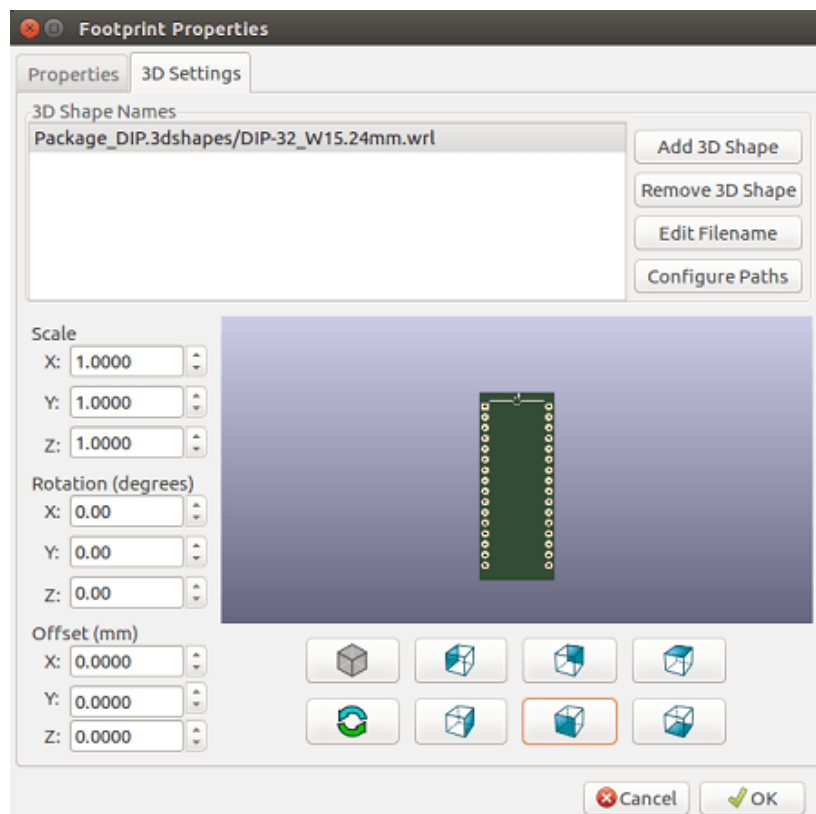 Footprint Properties
Properties 3D Settings
3D Shape Names
Package_DIP.3dshapes/DIP-32_W15.24mm.wrl
Add 3D Shape
Remove 3D Shape
Edit Filename
Configure Paths
Scale
X: 1.0000
Y: 1.0000
Z: 1.0000
Rotation (degrees)
X: 0.00
Y: 0.00
Z: 0.00
Offset (mm)
X: 0.0000
Y: 0.0000
Z: 0.0000
Cancel OK